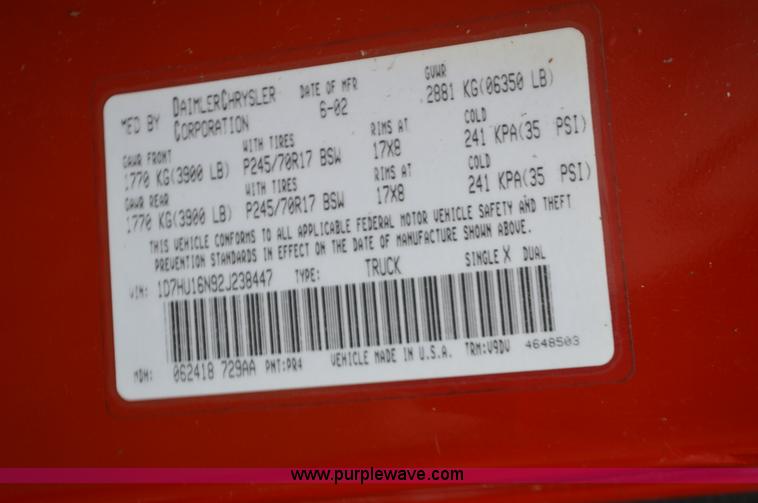 MFD BY DAIMLERCHRYSLER CORPORATION DATE OF MFR 6-02 GVWR 2881 KG(06350 LB)
GAWR FRONT WITH TIRES RIMS AT COLD
1770 KG(3900 LB) P245/70R17 BSW 17X8 241 KPA(35 PSI)
GAWR REAR WITH TIRES RIMS AT COLD
1770 KG(3900 LB) P245/70R17 BSW 17X8 241 KPA(35 PSI)
THIS VEHICLE CONFORMS TO ALL APPLICABLE FEDERAL MOTOR VEHICLE SAFETY AND THEFT
PREVENTION STANDARDS IN EFFECT ON THE DATE OF MANUFACTURE SHOWN ABOVE.
VIN: 1D7HU16N92J238447 TYPE: TRUCK SINGLE X DUAL
MDH: 062418 729AA PNT:PR4 VEHICLE MADE IN U.S.A. TRM:V9DV 4648503
www.purplewave.com